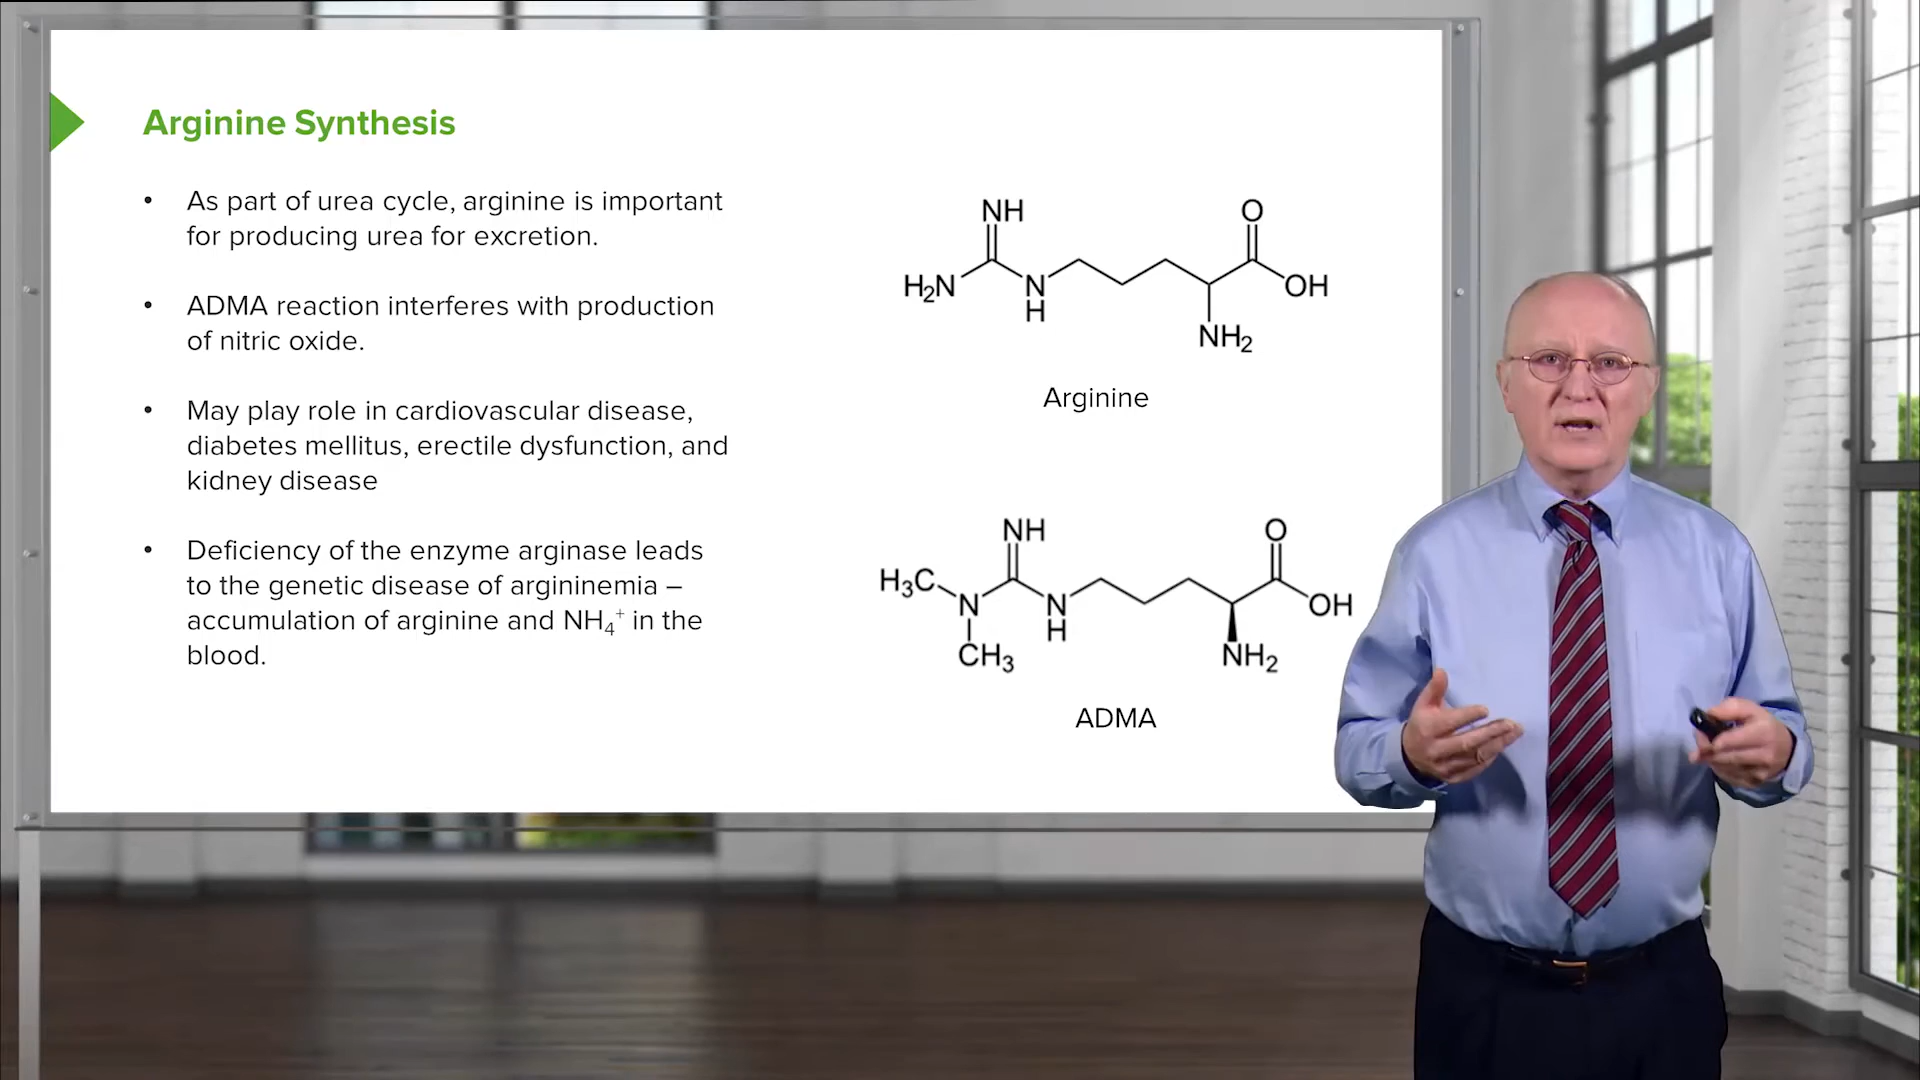 Arginine Synthesis
• As part of urea cycle, arginine is important
for producing urea for excretion.
• ADMA reaction interferes with production
of nitric oxide.
• May play role in cardiovascular disease,
diabetes mellitus, erectile dysfunction, and
kidney disease
• Deficiency of the enzyme arginase leads
to the genetic disease of argininemia –
accumulation of arginine and NH₄⁺ in the
blood.
NH
O
H₂N
N
H
OH
NH₂
Arginine
NH
O
H₃C
N
N
H
OH
CH₃
NH₂
ADMA